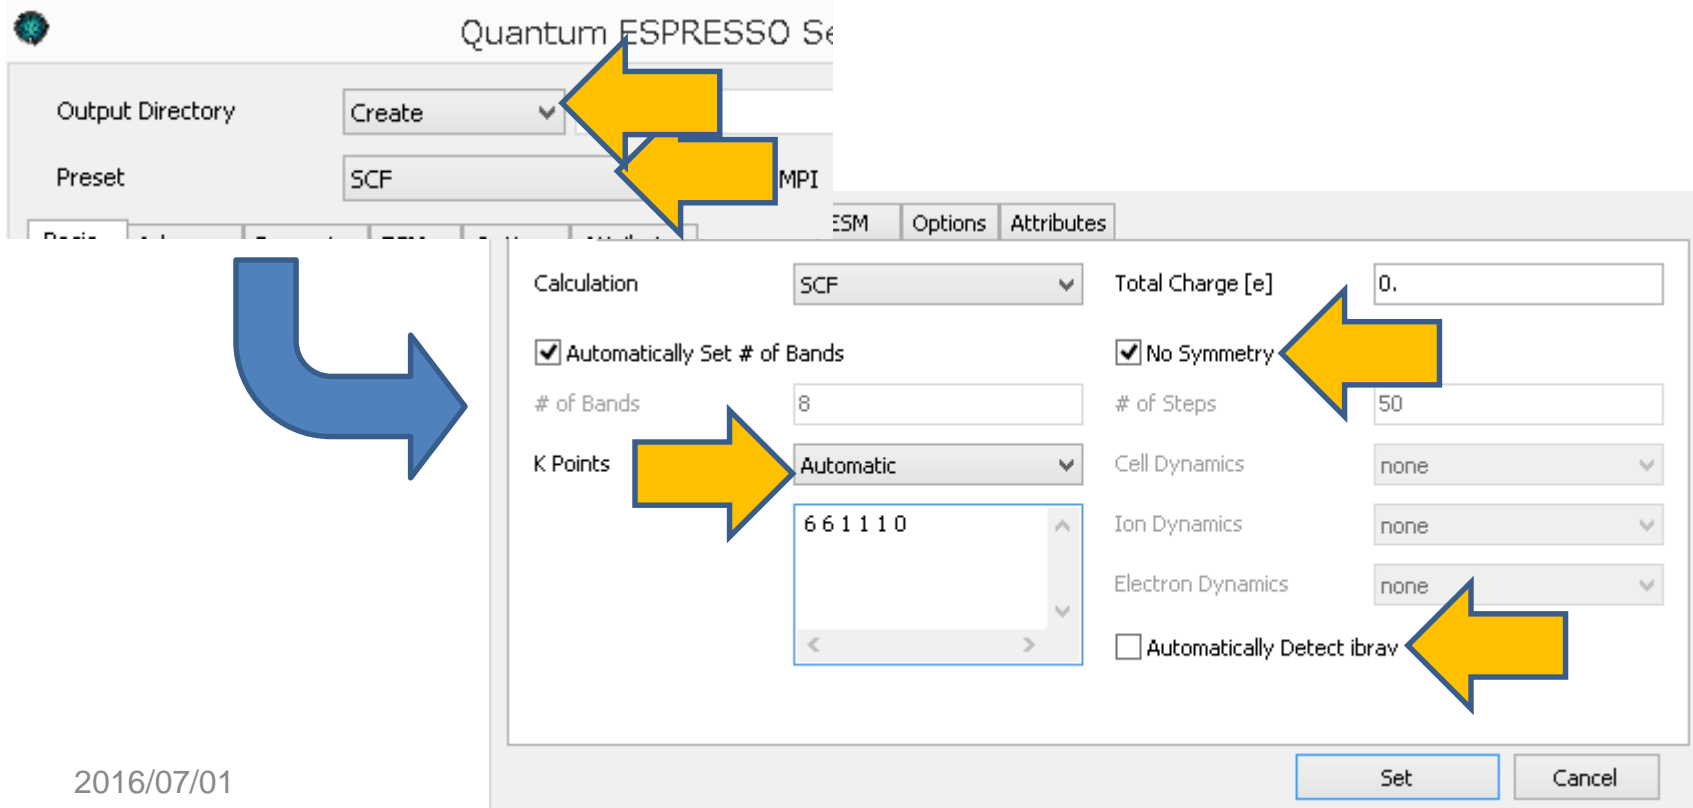 Quantum ESPRESSO Se
Output Directory Create
Preset SCF MPI
ESM Options Attributes
Calculation SCF Total Charge [e] 0.
Automatically Set # of Bands No Symmetry
# of Bands 8 # of Steps 50
K Points Automatic Cell Dynamics none
6 6 1 1 1 0 Ion Dynamics none
Electron Dynamics none
Automatically Detect ibrav
Set Cancel
2016/07/01